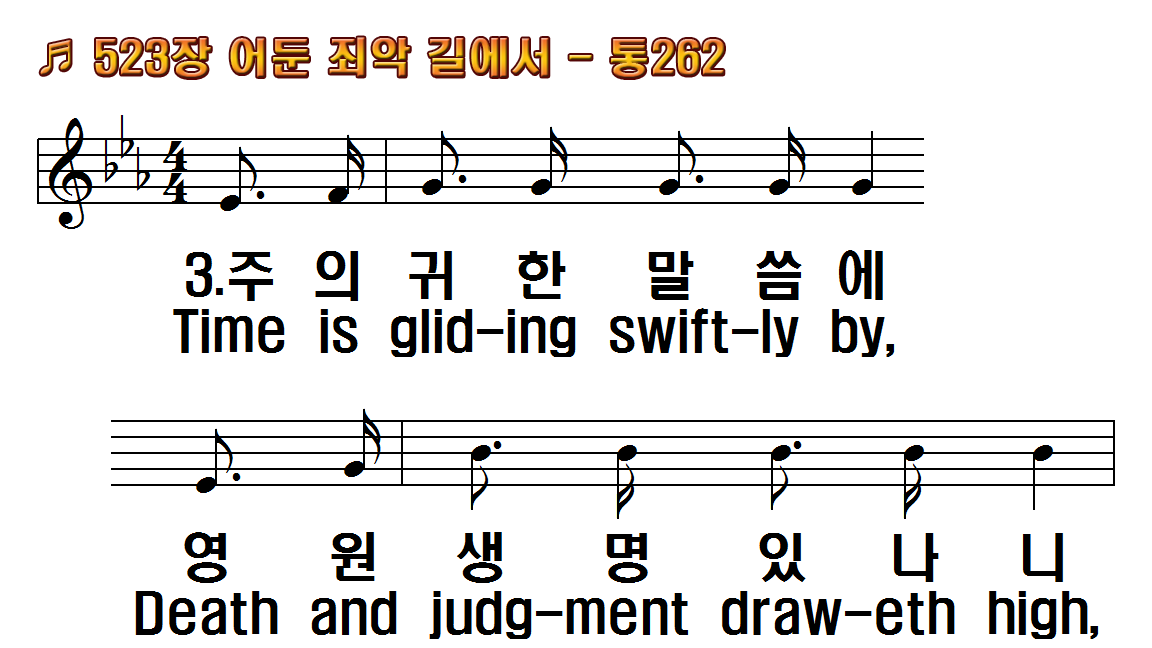 ♬ 523장 어둔 죄악 길에서 - 통262
3.주 의 귀 한 말 씀 에
Time is glid-ing swift-ly by,
영 원 생 명 있 나 니
Death and judg-ment draw-eth high,